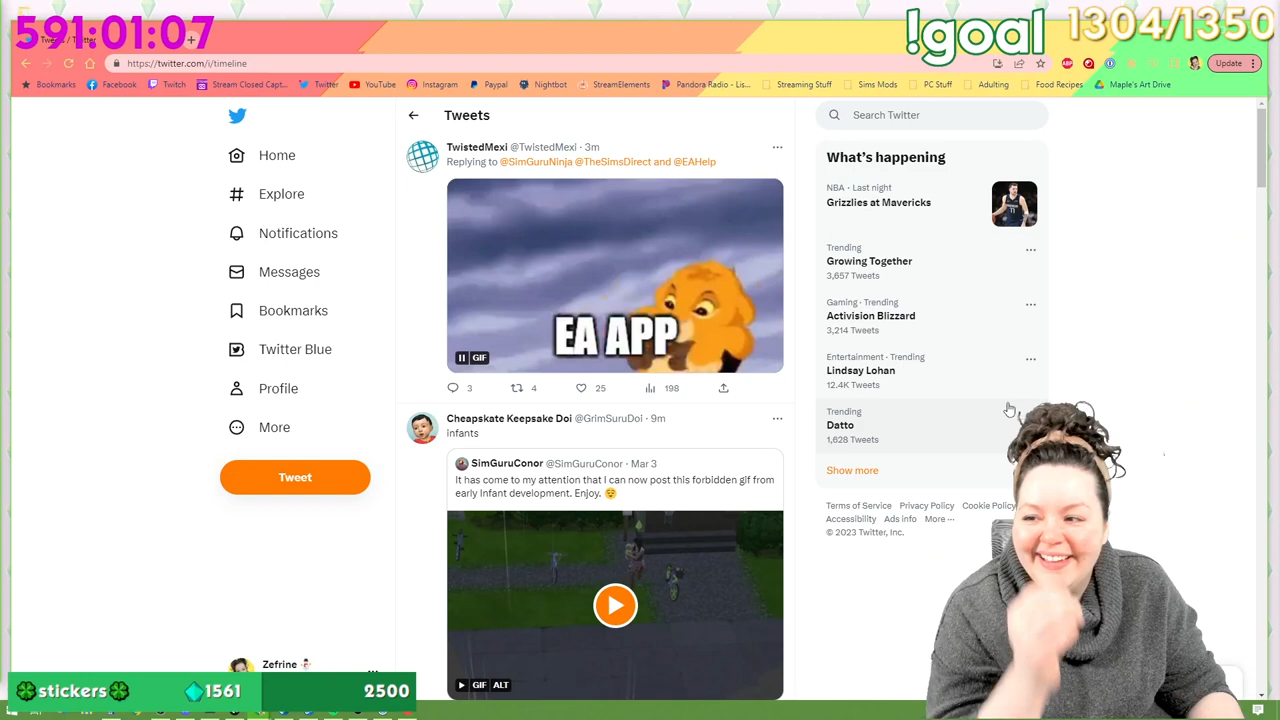 591:01:07
!goal
1304/1350
https://twitter.com/i/timeline
Update
Bookmarks
Facebook
Twitch
Stream Closed Capt...
Twitter
YouTube
Instagram
Paypal
Nightbot
StreamElements
Pandora Radio - Lis...
Streaming Stuff
Sims Mods
PC Stuff
Adulting
Food Recipes
Maple's Art Drive
Home
Explore
Notifications
Messages
Bookmarks
Twitter Blue
Profile
More
Tweet
Zefrine
Tweets
TwistedMexi @TwistedMexi · 3m
Replying to @SimGuruNinja @TheSimsDirect and @EAHelp
EA APP
GIF
3
4
25
198
Cheapskate Keepsake Doi @GrimSuruDoi · 9m
infants
SimGuruConor @SimGuruConor · Mar 3
It has come to my attention that I can now post this forbidden gif from
early Infant development. Enjoy. 😌
GIF
ALT
Search Twitter
What's happening
NBA · Last night
Grizzlies at Mavericks
Trending
Growing Together
3,657 Tweets
Gaming · Trending
Activision Blizzard
3,214 Tweets
Entertainment · Trending
Lindsay Lohan
12.4K Tweets
Trending
Datto
1,628 Tweets
Show more
Terms of Service Privacy Policy Cookie Policy
Accessibility Ads info More ···
© 2023 Twitter, Inc.
🍀stickers🍀
1561
2500